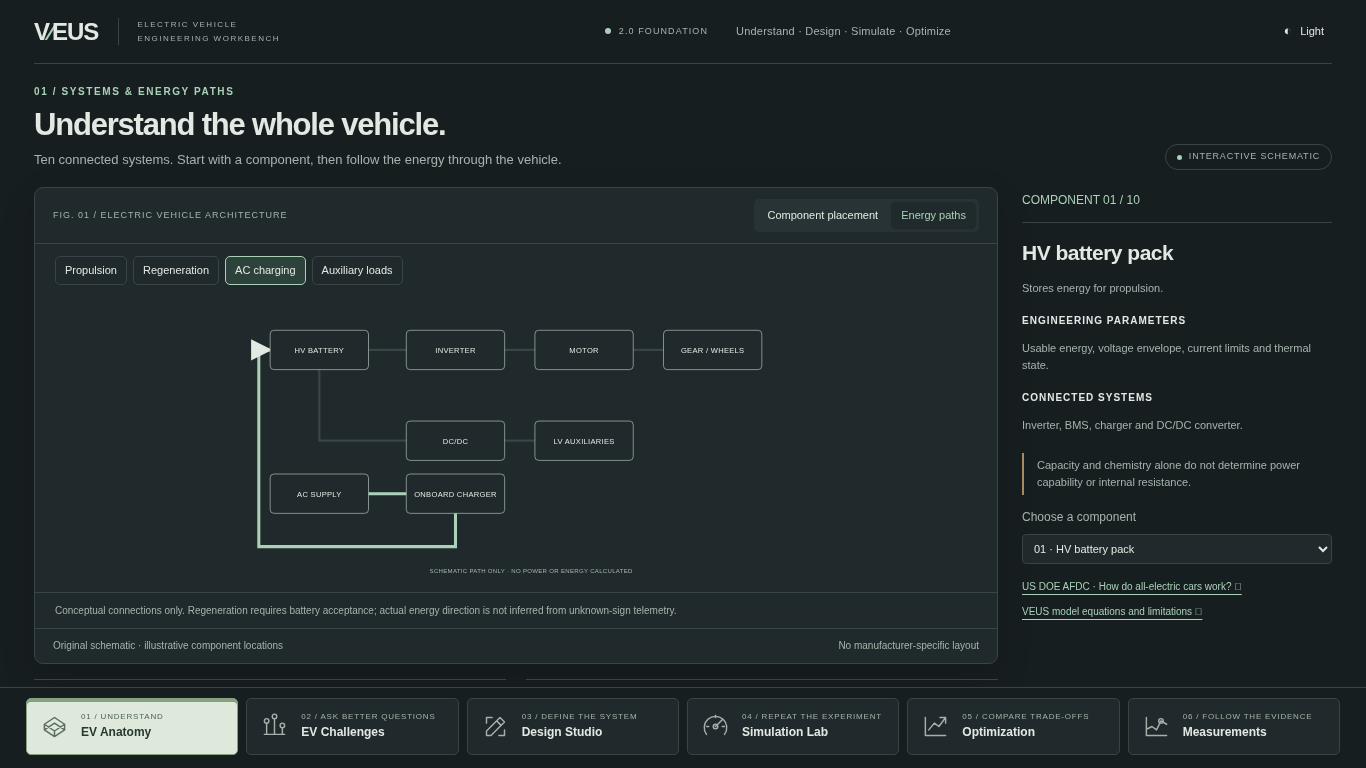 VEUS
ELECTRIC VEHICLE
ENGINEERING WORKBENCH
2.0 FOUNDATION
Understand · Design · Simulate · Optimize
Light
01 / SYSTEMS & ENERGY PATHS
Understand the whole vehicle.
Ten connected systems. Start with a component, then follow the energy through the vehicle.
INTERACTIVE SCHEMATIC
FIG. 01 / ELECTRIC VEHICLE ARCHITECTURE
Component placement
Energy paths
Propulsion
Regeneration
AC charging
Auxiliary loads
HV BATTERY
INVERTER
MOTOR
GEAR / WHEELS
DC/DC
LV AUXILIARIES
AC SUPPLY
ONBOARD CHARGER
SCHEMATIC PATH ONLY · NO POWER OR ENERGY CALCULATED
Conceptual connections only. Regeneration requires battery acceptance; actual energy direction is not inferred from unknown-sign telemetry.
Original schematic · illustrative component locations
No manufacturer-specific layout
COMPONENT 01 / 10
HV battery pack
Stores energy for propulsion.
ENGINEERING PARAMETERS
Usable energy, voltage envelope, current limits and thermal
state.
CONNECTED SYSTEMS
Inverter, BMS, charger and DC/DC converter.
Capacity and chemistry alone do not determine power
capability or internal resistance.
Choose a component
01 · HV battery pack
US DOE AFDC · How do all-electric cars work?
VEUS model equations and limitations
01 / UNDERSTAND
EV Anatomy
02 / ASK BETTER QUESTIONS
EV Challenges
03 / DEFINE THE SYSTEM
Design Studio
04 / REPEAT THE EXPERIMENT
Simulation Lab
05 / COMPARE TRADE-OFFS
Optimization
06 / FOLLOW THE EVIDENCE
Measurements